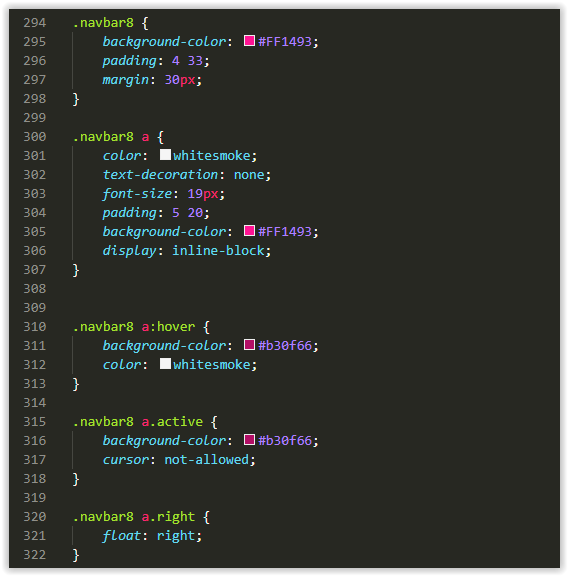 294 .navbar8 {
295     background-color: #FF1493;
296     padding: 4 33;
297     margin: 30px;
298 }
299
300 .navbar8 a {
301     color: whitesmoke;
302     text-decoration: none;
303     font-size: 19px;
304     padding: 5 20;
305     background-color: #FF1493;
306     display: inline-block;
307 }
308
309
310 .navbar8 a:hover {
311     background-color: #b30f66;
312     color: whitesmoke;
313 }
314
315 .navbar8 a.active {
316     background-color: #b30f66;
317     cursor: not-allowed;
318 }
319
320 .navbar8 a.right {
321     float: right;
322 }